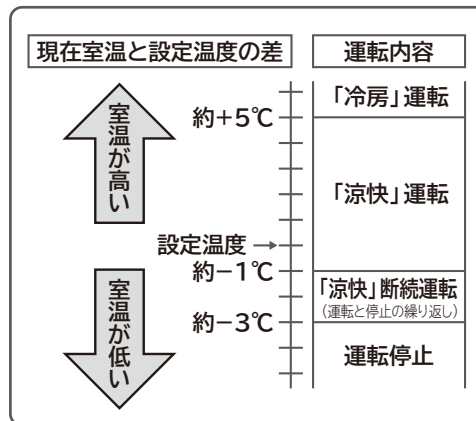 現在室温と設定温度の差
運転内容
室温が高い
約+5℃
「冷房」運転
「涼快」運転
設定温度→
約−1℃
室温が低い
「涼快」断続運転
(運転と停止の繰り返し)
約−3℃
運転停止